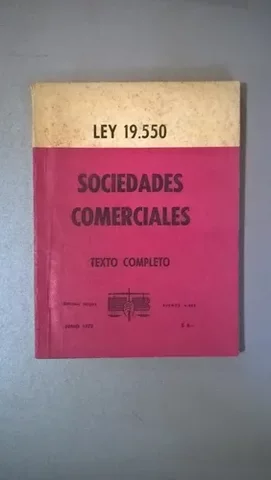 LEY 19.550
SOCIEDADES
COMERCIALES
TEXTO COMPLETO